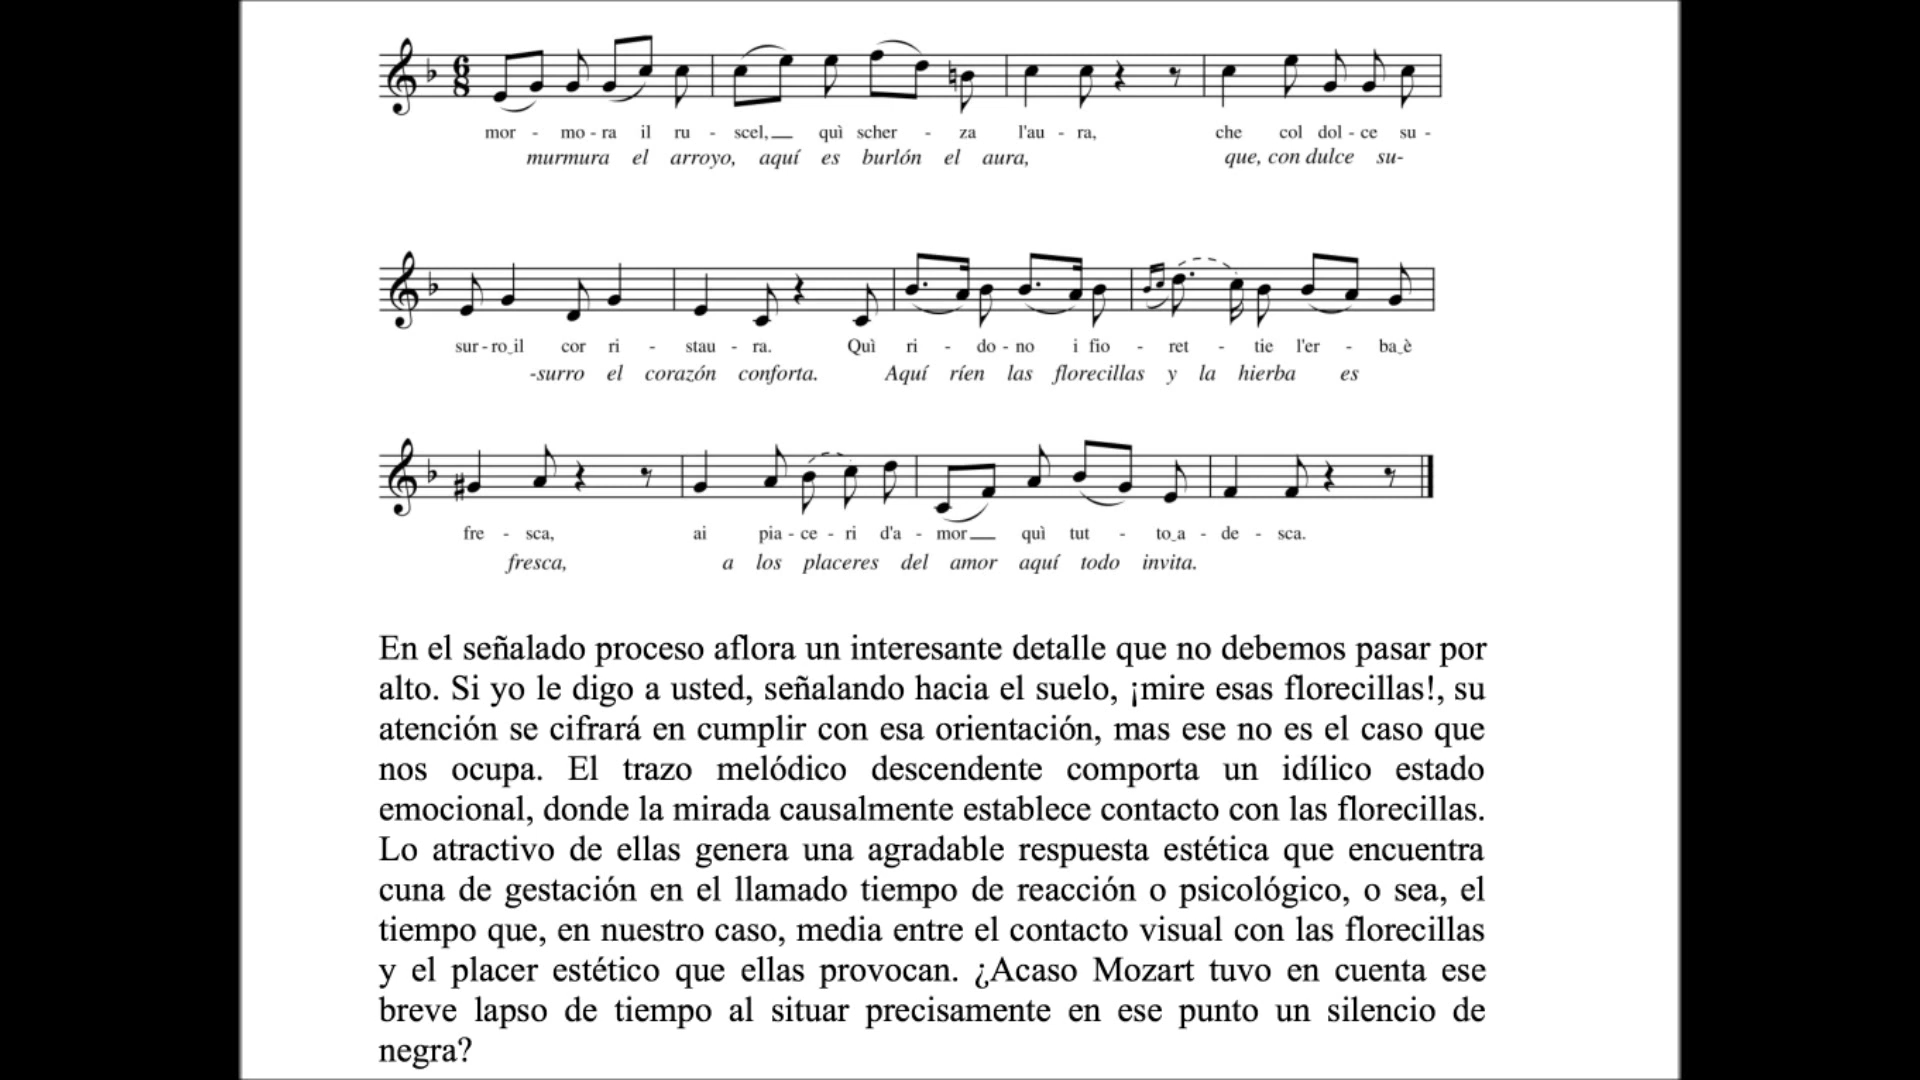 6
8
mor - mo - ra il ru - scel, quì scher - za l'au - ra, che col dol - ce su -
murmura el arroyo, aquí es burlón el aura, que, con dulce su-
sur - ro il cor ri - stau - ra. Quì ri - do - no i fio - ret - tie l'er - ba è
-surro el corazón conforta. Aquí ríen las florecillas y la hierba es
fre - sca, ai pia - ce - ri d'a - mor quì tut - to a - de - sca.
fresca, a los placeres del amor aquí todo invita.
En el señalado proceso aflora un interesante detalle que no debemos pasar por
alto. Si yo le digo a usted, señalando hacia el suelo, ¡mire esas florecillas!, su
atención se cifrará en cumplir con esa orientación, mas ese no es el caso que
nos ocupa. El trazo melódico descendente comporta un idílico estado
emocional, donde la mirada causalmente establece contacto con las florecillas.
Lo atractivo de ellas genera una agradable respuesta estética que encuentra
cuna de gestación en el llamado tiempo de reacción o psicológico, o sea, el
tiempo que, en nuestro caso, media entre el contacto visual con las florecillas
y el placer estético que ellas provocan. ¿Acaso Mozart tuvo en cuenta ese
breve lapso de tiempo al situar precisamente en ese punto un silencio de
negra?